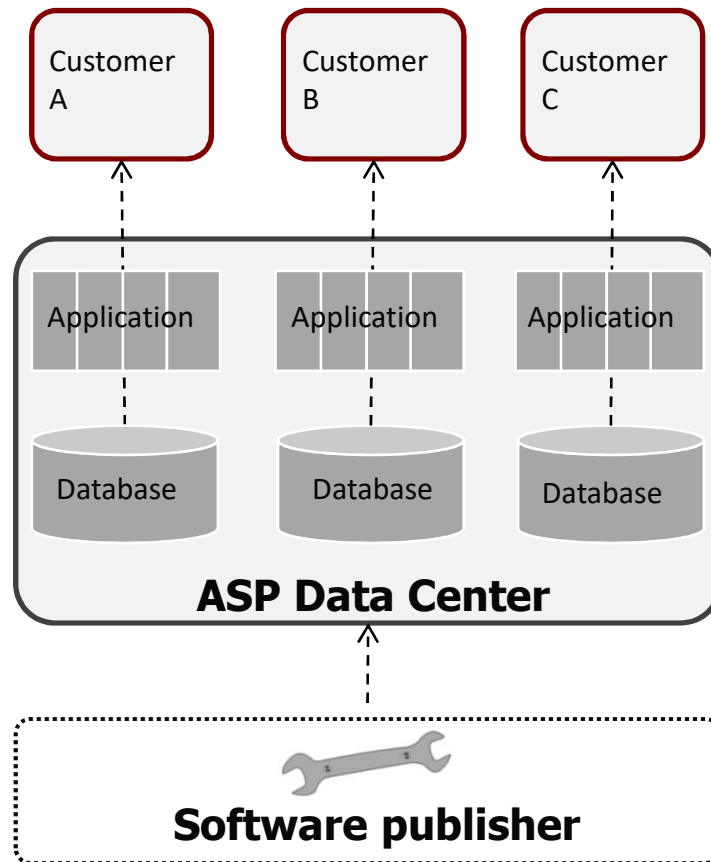 Customer
A
Customer
B
Customer
C
Application
Application
Application
Database
Database
Database
ASP Data Center
Software publisher